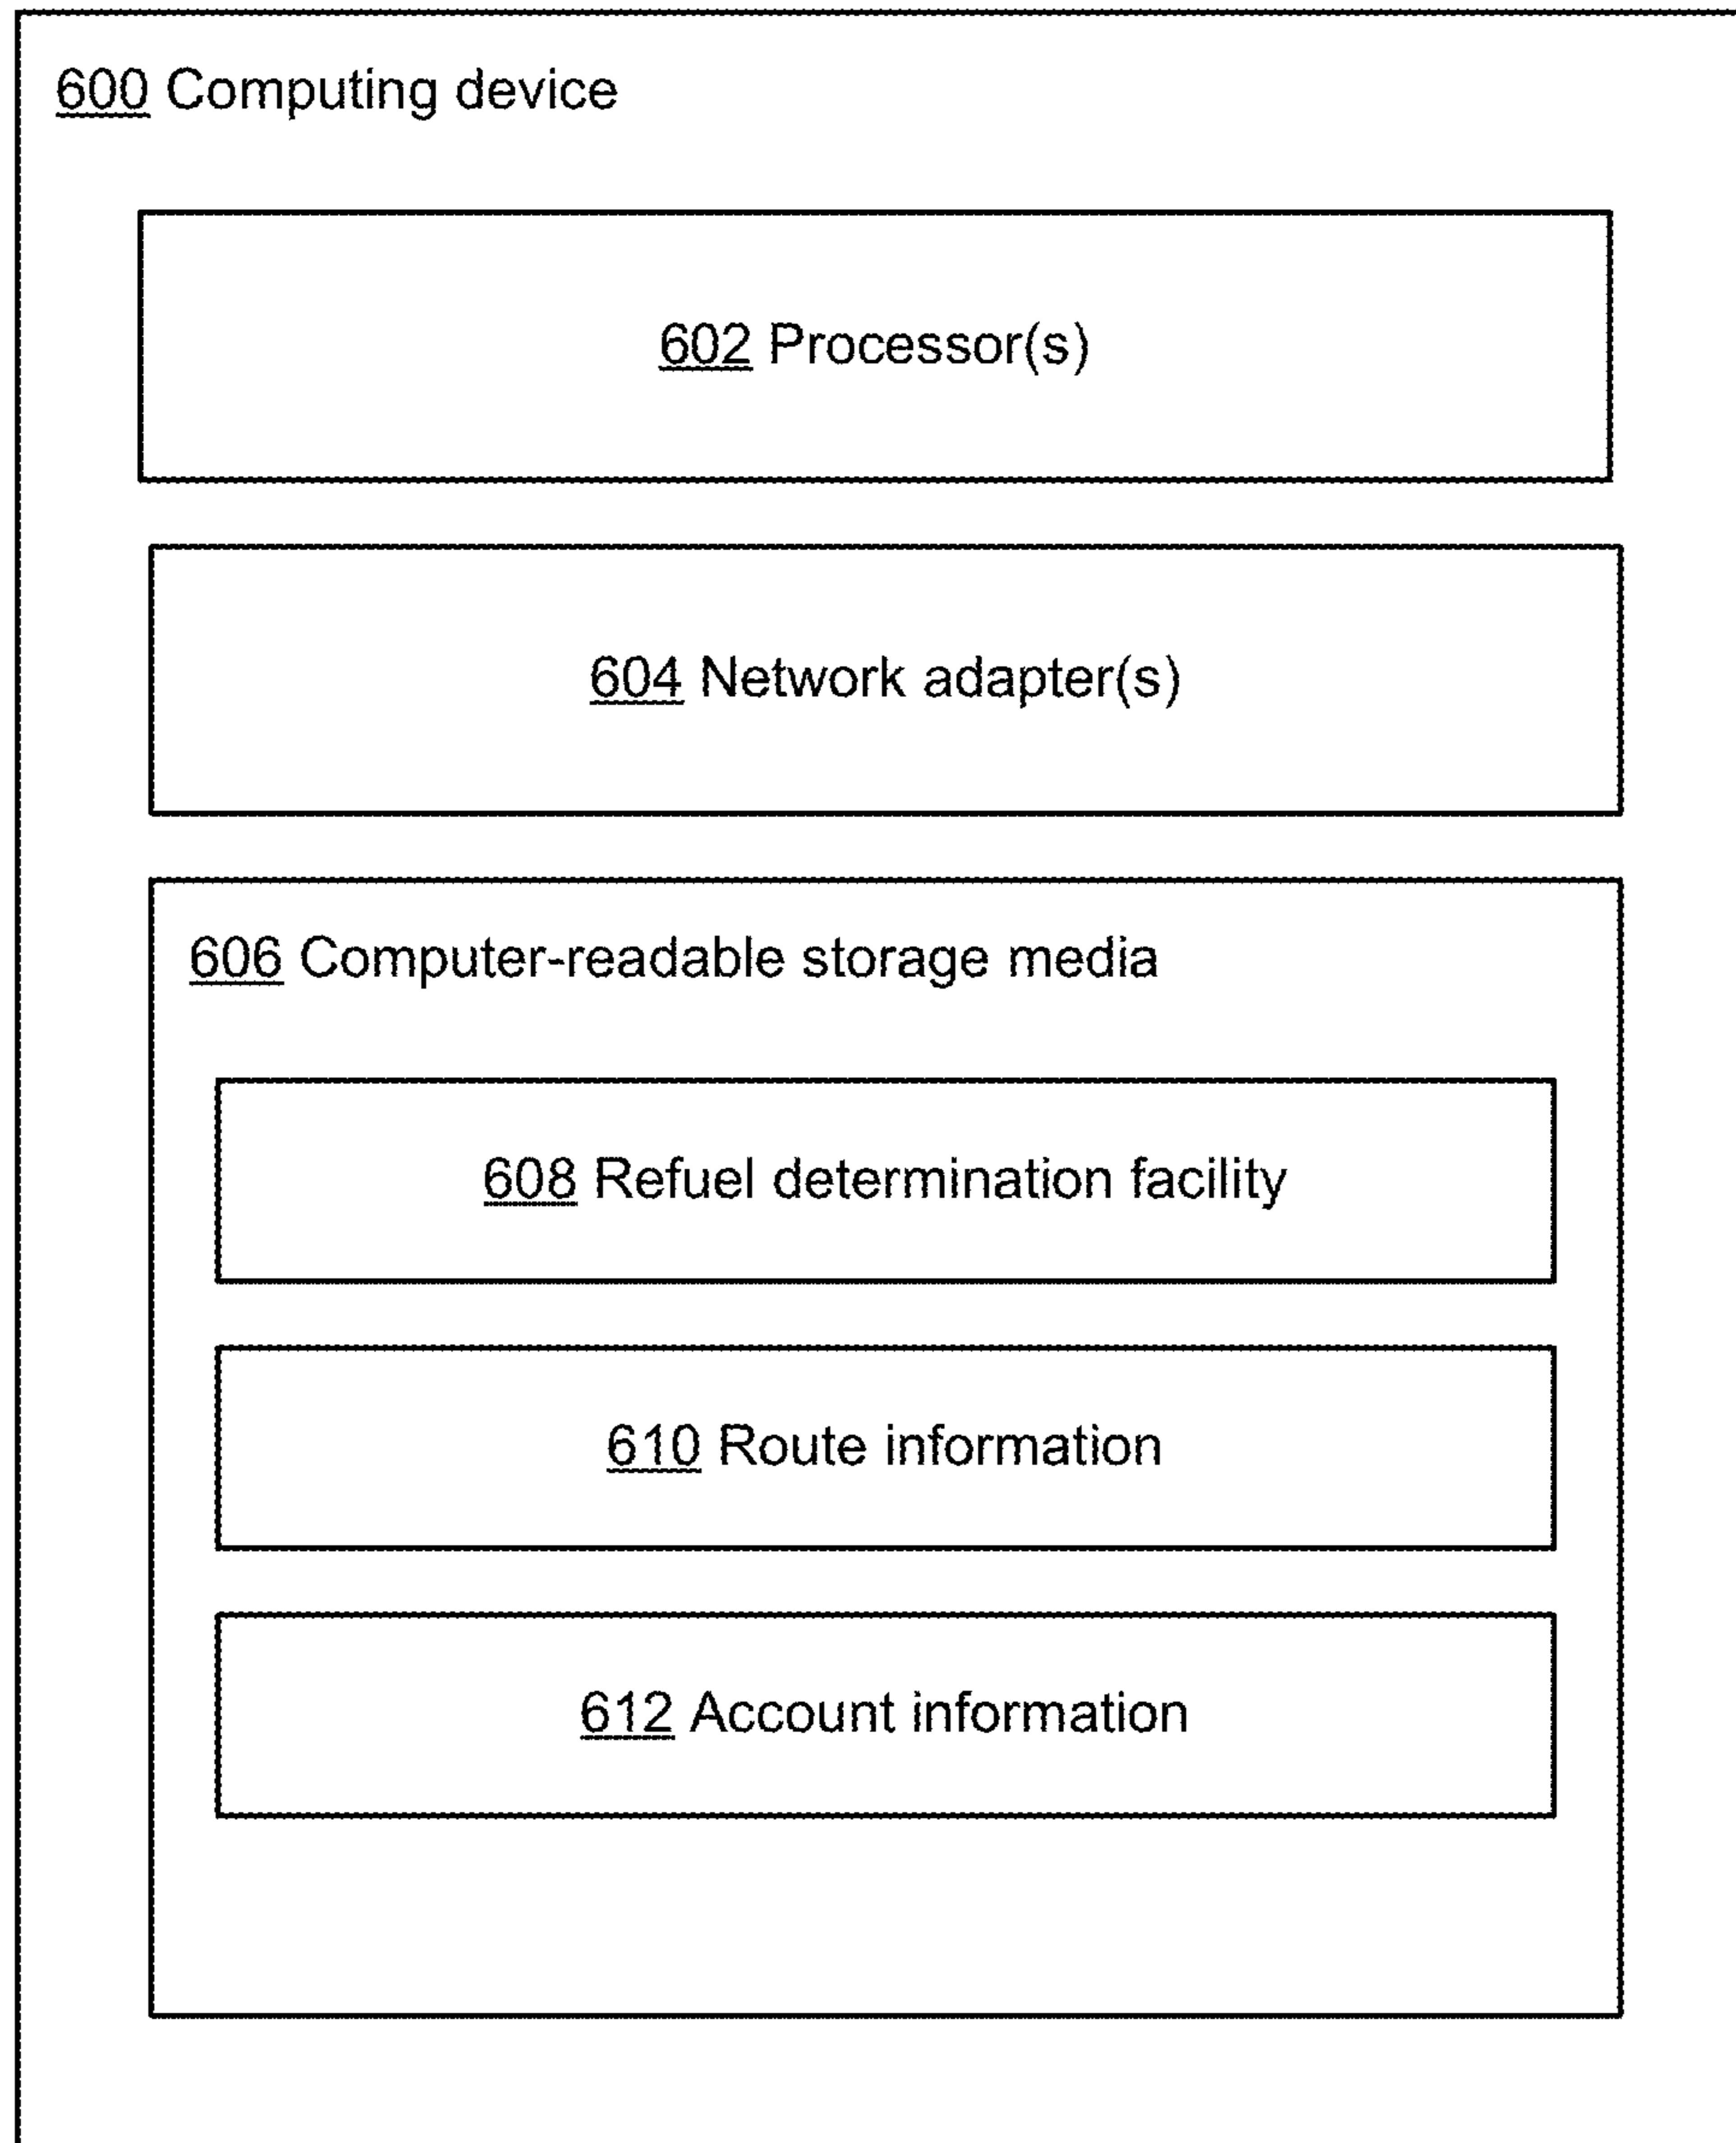 600 Computing device
602 Processor(s)
604 Network adapter(s)
606 Computer-readable storage media
608 Refuel determination facility
610 Route information
612 Account information